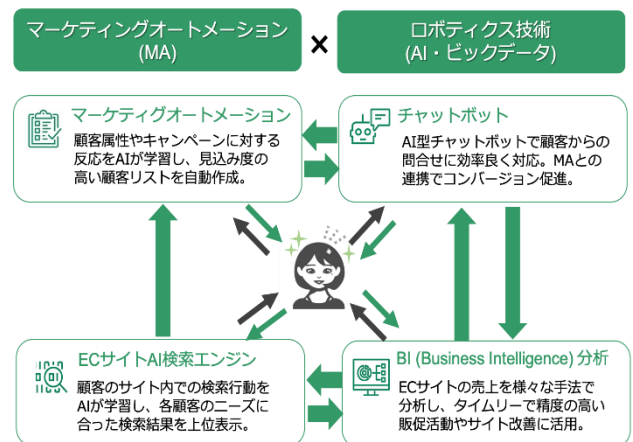 マーケティングオートメーション
(MA)
×
ロボティクス技術
(AI・ビックデータ)
マーケティグオートメーション
顧客属性やキャンペーンに対する
反応をAIが学習し、見込み度の
高い顧客リストを自動作成。
チャットボット
AI型チャットボットで顧客からの
問合せに効率良く対応。MAとの
連携でコンバージョン促進。
ECサイトAI検索エンジン
AI
顧客のサイト内での検索行動を
AIが学習し、各顧客のニーズに
合った検索結果を上位表示。
BI (Business Intelligence) 分析
ECサイトの売上を様々な手法で
分析し、タイムリーで精度の高い
販促活動やサイト改善に活用。